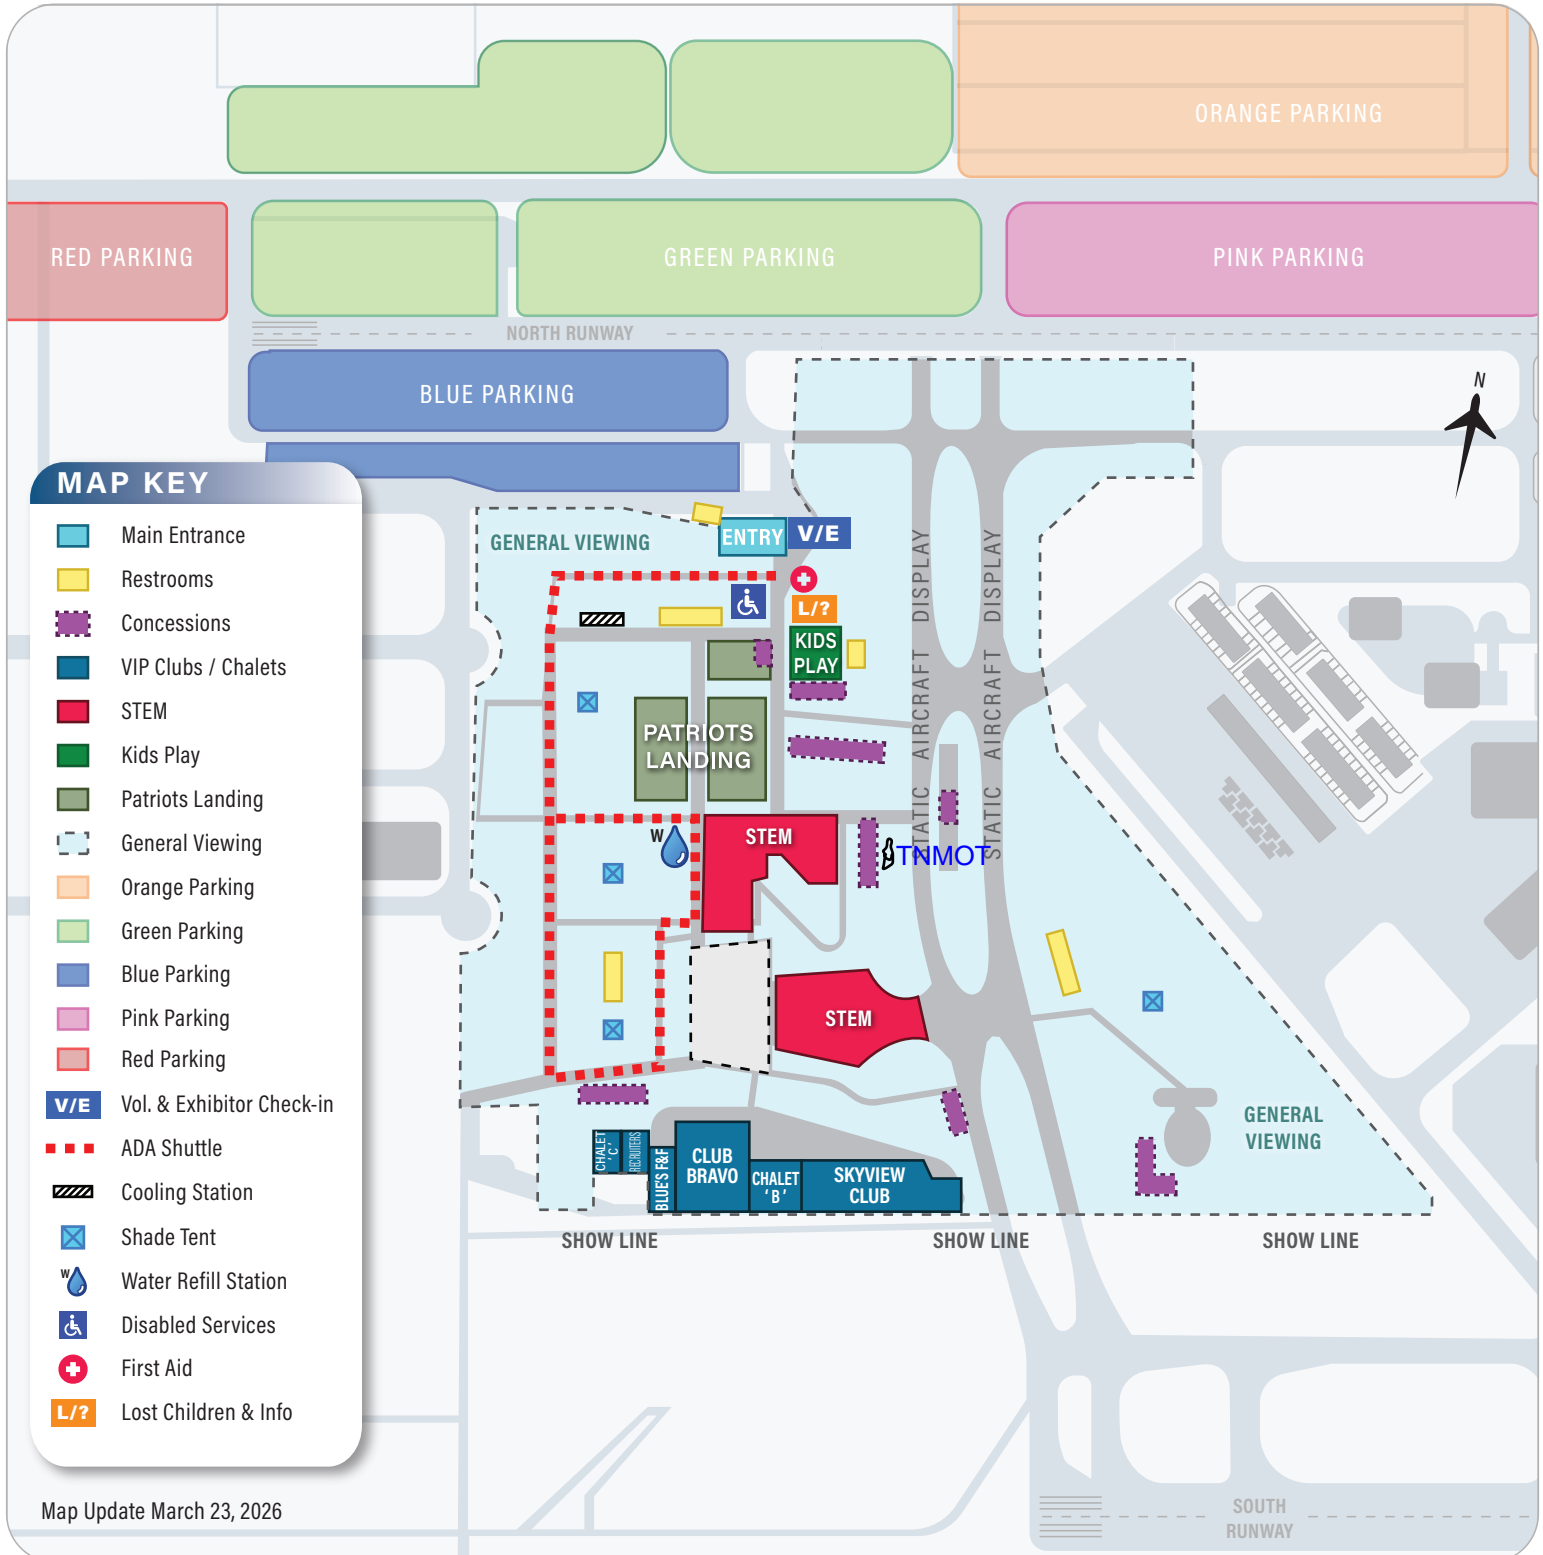 ORANGE PARKING
RED PARKING
GREEN PARKING
PINK PARKING
NORTH RUNWAY
BLUE PARKING
N
MAP KEY
Main Entrance
Restrooms
Concessions
VIP Clubs / Chalets
STEM
Kids Play
Patriots Landing
General Viewing
Orange Parking
Green Parking
Blue Parking
Pink Parking
Red Parking
V/E Vol. & Exhibitor Check-in
ADA Shuttle
Cooling Station
Shade Tent
W Water Refill Station
Disabled Services
First Aid
L/? Lost Children & Info
Map Update March 23, 2026
GENERAL VIEWING
ENTRY
V/E
L/?
KIDS
PLAY
STATIC AIRCRAFT DISPLAY
STATIC AIRCRAFT DISPLAY
PATRIOTS
LANDING
W
STEM
TNMOT
STEM
GENERAL
VIEWING
CHALET
'C'
RECRUITERS
BLUE'S F&F
CLUB
BRAVO
CHALET
'B'
SKYVIEW
CLUB
SHOW LINE
SHOW LINE
SHOW LINE
SOUTH
RUNWAY